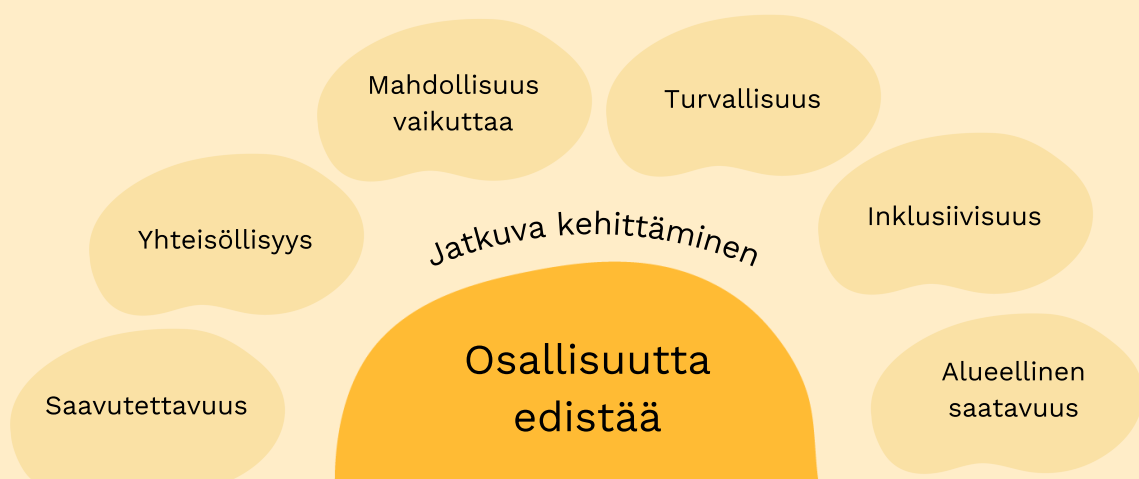 Mahdollisuus
vaikuttaa
Turvallisuus
Yhteisöllisyys
Inklusiivisuus
Jatkuva kehittäminen
Saavutettavuus
Osallisuutta
edistää
Alueellinen
saatavuus